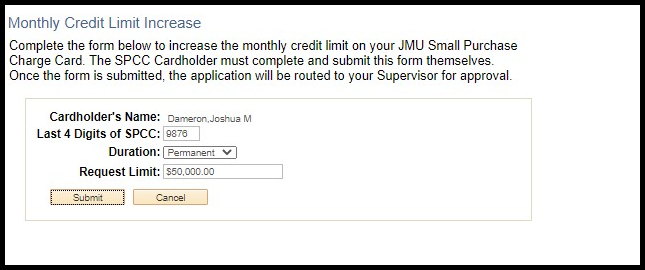 Monthly Credit Limit Increase
Complete the form below to increase the monthly credit limit on your JMU Small Purchase
Charge Card. The SPCC Cardholder must complete and submit this form themselves.
Once the form is submitted, the application will be routed to your Supervisor for approval.
Cardholder's Name: Dameron,Joshua M
Last 4 Digits of SPCC: 9876
Duration: Permanent
Request Limit: $50,000.00
Submit Cancel